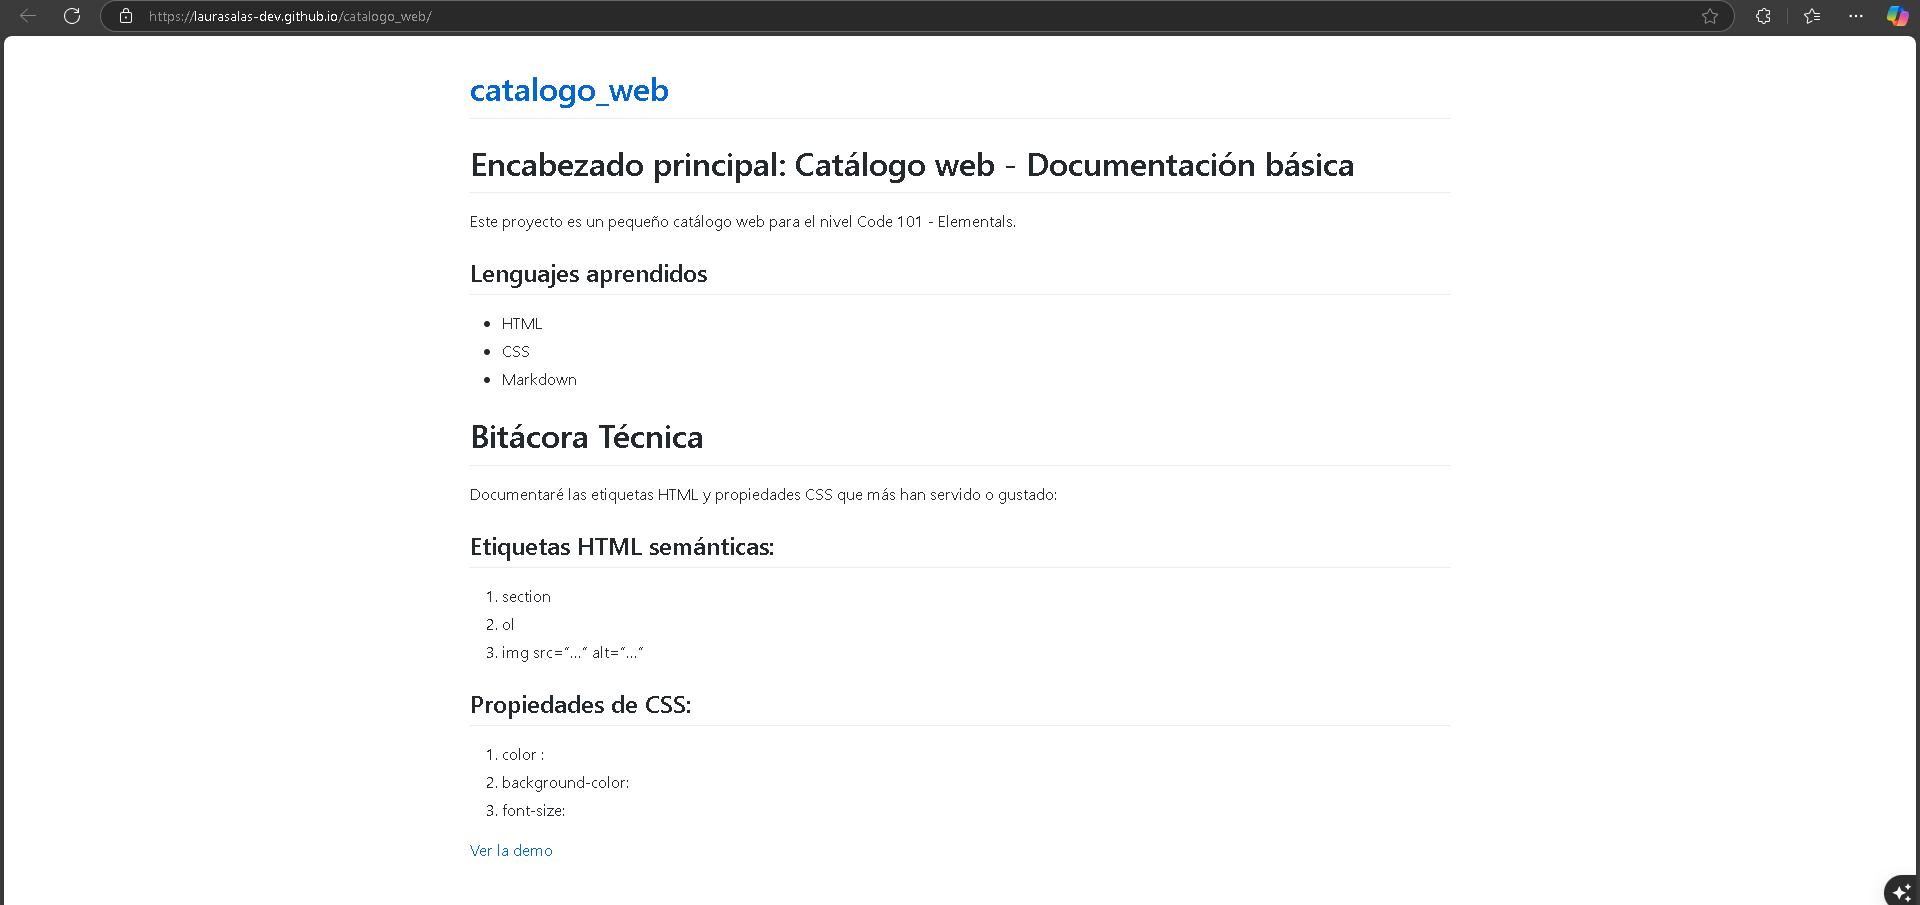 https://laurasalas-dev.github.io/catalogo_web/
catalogo_web
Encabezado principal: Catálogo web - Documentación básica
Este proyecto es un pequeño catálogo web para el nivel Code 101 - Elementals.
Lenguajes aprendidos
• HTML
• CSS
• Markdown
Bitácora Técnica
Documentaré las etiquetas HTML y propiedades CSS que más han servido o gustado:
Etiquetas HTML semánticas:
1. section
2. ol
3. img src=“…” alt=“…”
Propiedades de CSS:
1. color :
2. background-color:
3. font-size:
Ver la demo